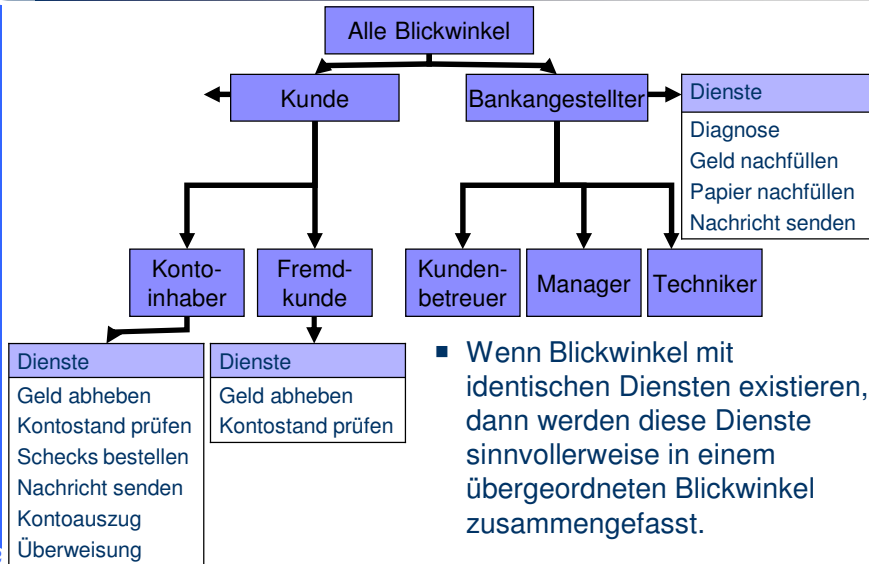 Alle Blickwinkel
Kunde
Bankangestellter
Dienste
Diagnose
Geld nachfüllen
Papier nachfüllen
Nachricht senden
Konto-
inhaber
Fremd-
kunde
Kunden-
betreuer
Manager
Techniker
Dienste
Geld abheben
Kontostand prüfen
Schecks bestellen
Nachricht senden
Kontoauszug
Überweisung
Dienste
Geld abheben
Kontostand prüfen
■ Wenn Blickwinkel mit
identischen Diensten existieren,
dann werden diese Dienste
sinnvollerweise in einem
übergeordneten Blickwinkel
zusammengefasst.